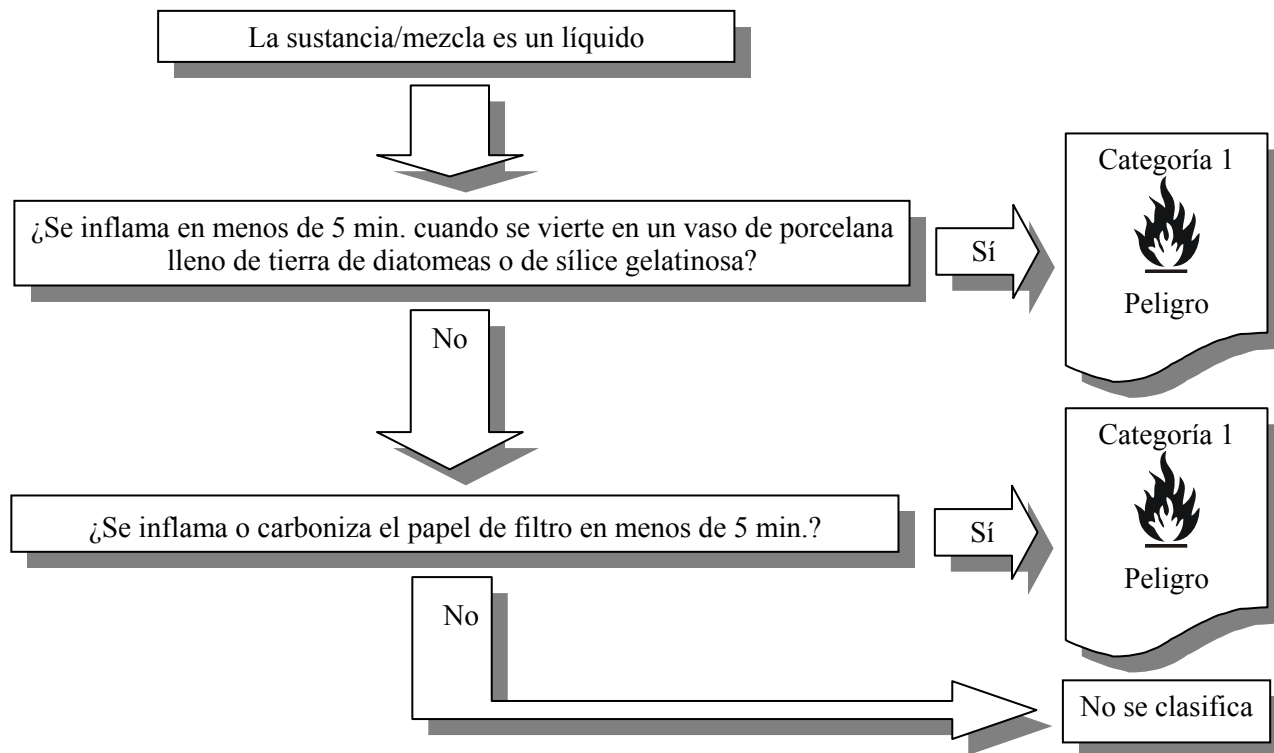 La sustancia/mezcla es un líquido
¿Se inflama en menos de 5 min. cuando se vierte en un vaso de porcelana
lleno de tierra de diatomeas o de sílice gelatinosa?
Sí
Categoría 1
Peligro
No
¿Se inflama o carboniza el papel de filtro en menos de 5 min.?
Sí
Categoría 1
Peligro
No
No se clasifica